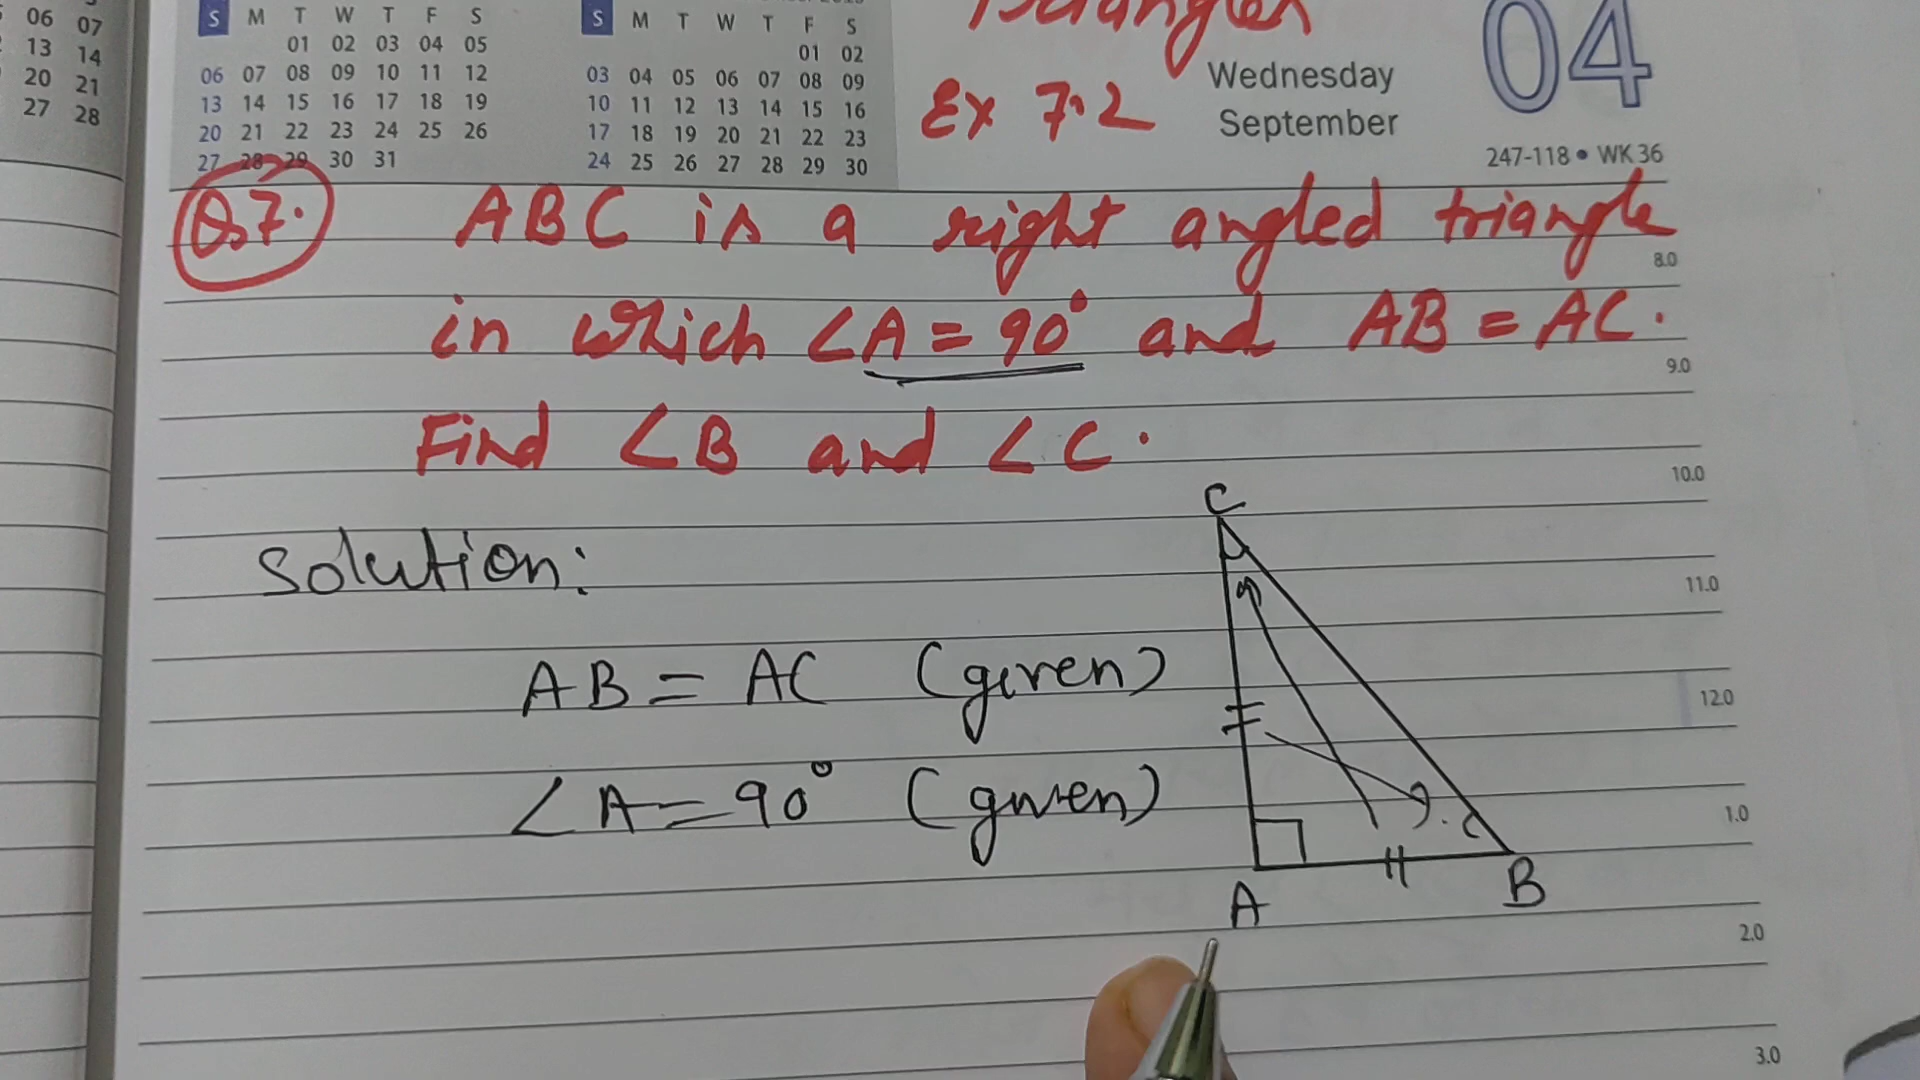 06 07
13 14
20 21
27 28
S M T W T F S
01 02 03 04 05
06 07 08 09 10 11 12
13 14 15 16 17 18 19
20 21 22 23 24 25 26
27 28 29 30 31
S M T W T F S
01 02
03 04 05 06 07 08 09
10 11 12 13 14 15 16
17 18 19 20 21 22 23
24 25 26 27 28 29 30
Triangles
Ex 7.2
Wednesday
September
04
247-118 • WK 36
Q.7. ABC is a right angled triangle
8.0
in which ∠A = 90° and AB = AC.
9.0
Find ∠B and ∠C.
10.0
C
Solution:
11.0
AB = AC (given)
12.0
∠A = 90° (given)
1.0
A B
2.0
3.0